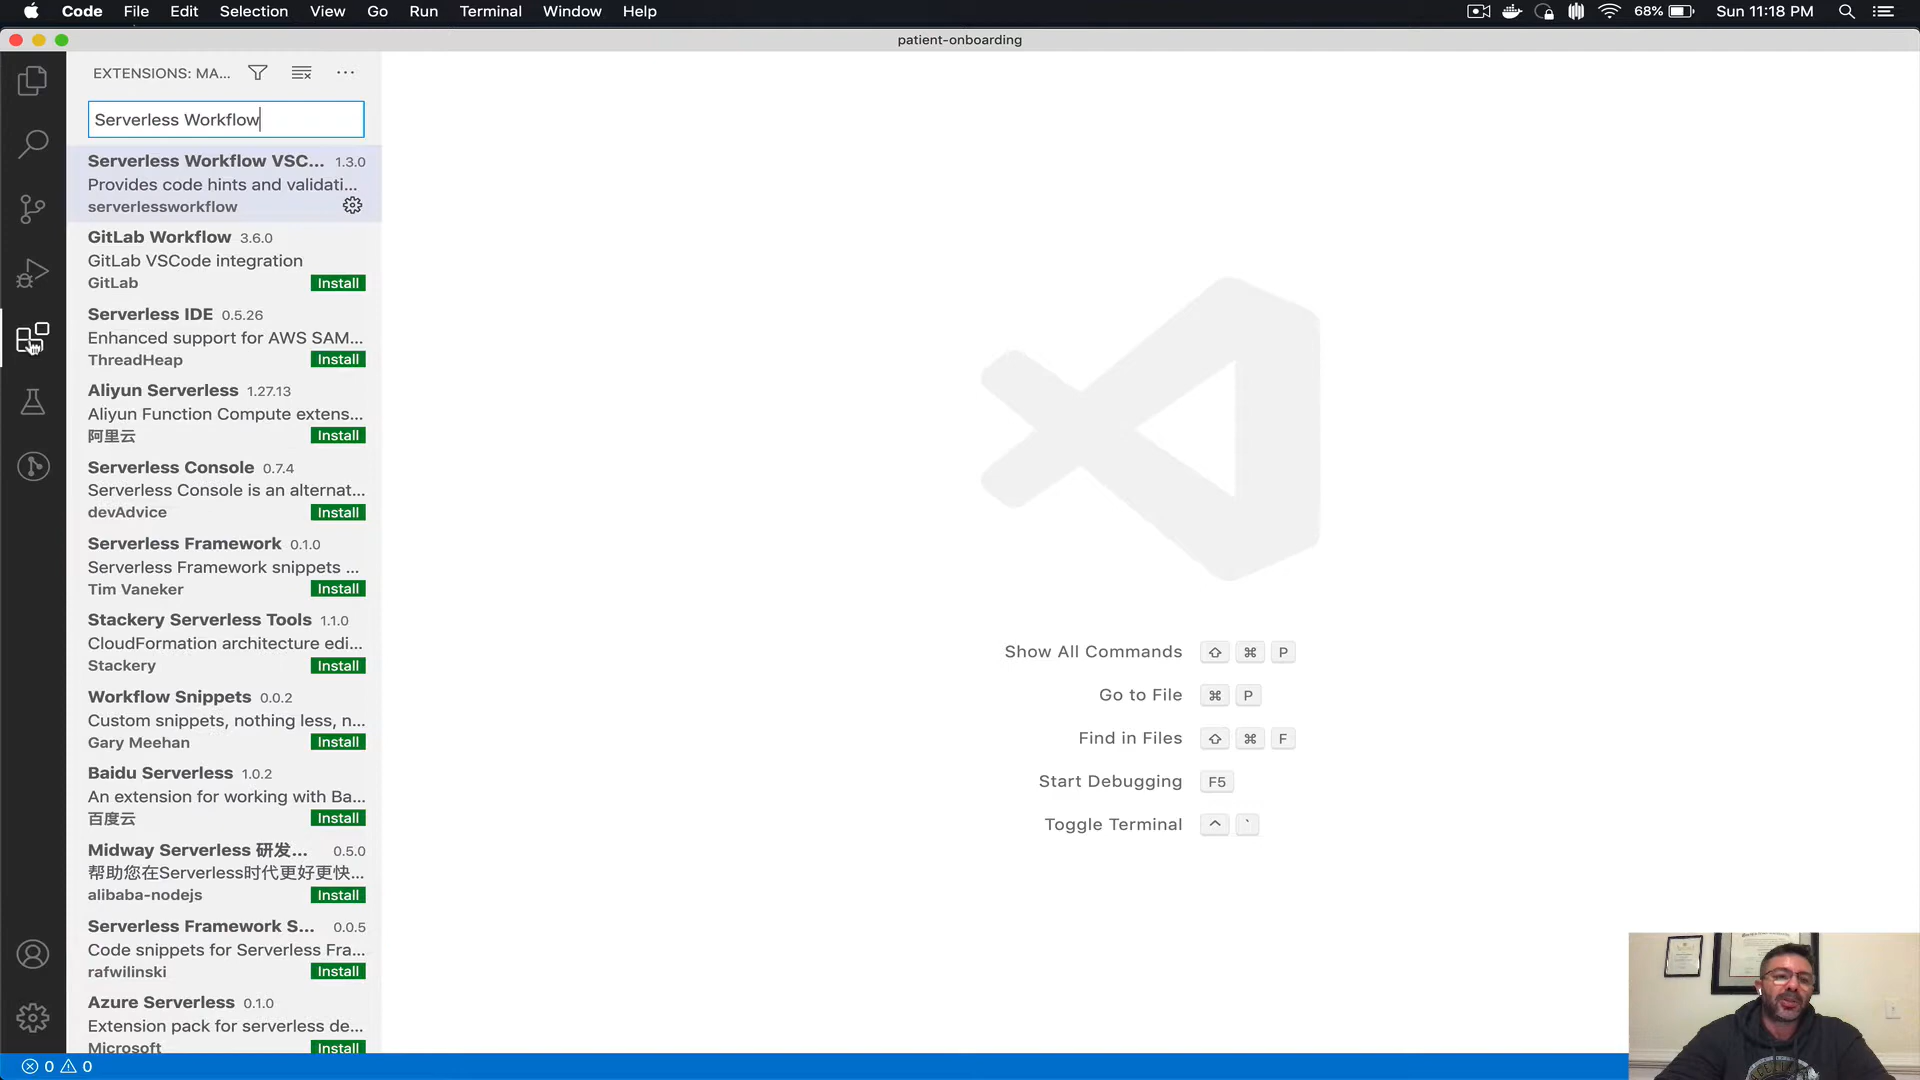 Code File Edit Selection View Go Run Terminal Window Help 68% Sun 11:18 PM
patient-onboarding
EXTENSIONS: MA...
Serverless Workflow
Serverless Workflow VSC... 1.3.0
Provides code hints and validati...
serverlessworkflow
GitLab Workflow 3.6.0
GitLab VSCode integration
GitLab Install
Serverless IDE 0.5.26
Enhanced support for AWS SAM...
ThreadHeap Install
Aliyun Serverless 1.27.13
Aliyun Function Compute extens...
阿里云 Install
Serverless Console 0.7.4
Serverless Console is an alternat...
devAdvice Install
Serverless Framework 0.1.0
Serverless Framework snippets ...
Tim Vaneker Install
Stackery Serverless Tools 1.1.0
CloudFormation architecture edi...
Stackery Install
Workflow Snippets 0.0.2
Custom snippets, nothing less, n...
Gary Meehan Install
Baidu Serverless 1.0.2
An extension for working with Ba...
百度云 Install
Midway Serverless 研发... 0.5.0
帮助您在Serverless时代更好更快...
alibaba-nodejs Install
Serverless Framework S... 0.0.5
Code snippets for Serverless Fra...
rafwilinski Install
Azure Serverless 0.1.0
Extension pack for serverless de...
Microsoft Install
Show All Commands ⇧ ⌘ P
Go to File ⌘ P
Find in Files ⇧ ⌘ F
Start Debugging F5
Toggle Terminal ^ `
0 0